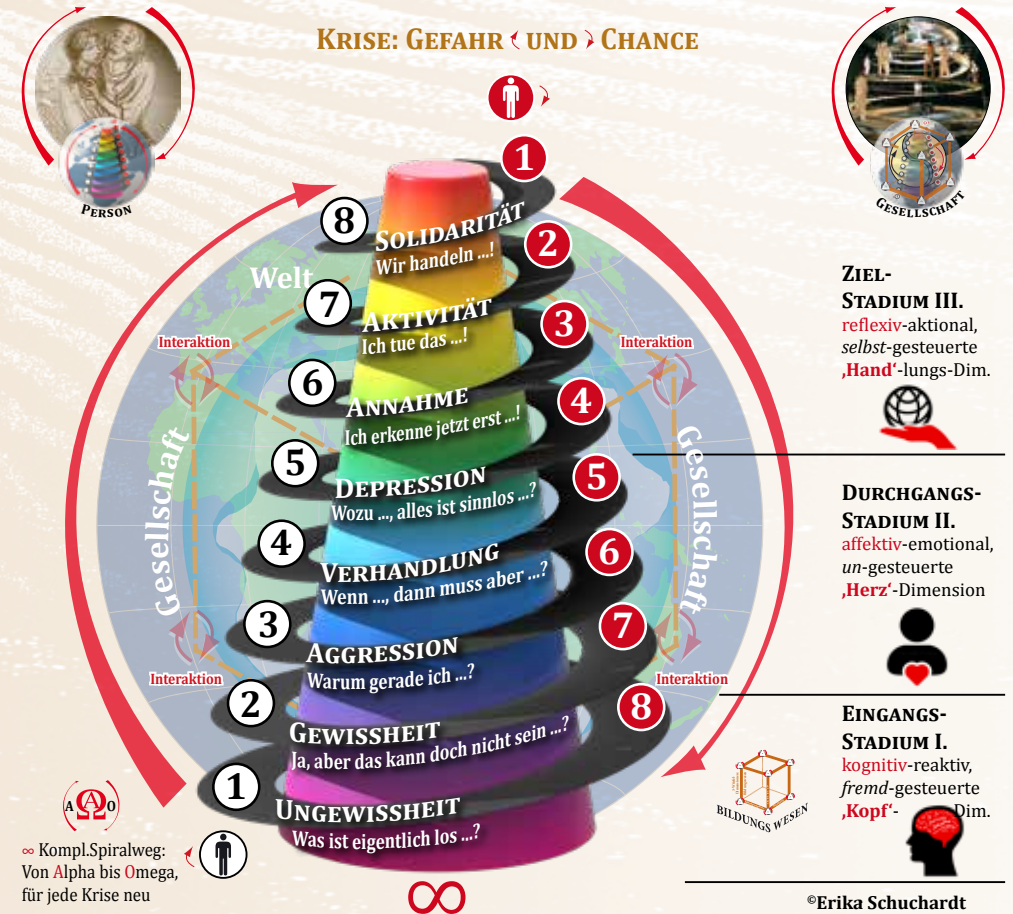 KRISE: GEFAHR UND CHANCE
PERSON
GESELLSCHAFT
1
8
SOLIDARITÄT
Wir handeln ...!
2
Welt
7
AKTIVITÄT
Ich tue das ...!
3
Interaktion
Interaktion
6
ANNAHME
Ich erkenne jetzt erst ...!
4
5
DEPRESSION
Wozu ..., alles ist sinnlos ...?
5
Gesellschaft
Gesellschaft
4
VERHANDLUNG
Wenn ..., dann muss aber ...?
6
3
AGGRESSION
Warum gerade ich ...?
7
Interaktion
Interaktion
2
GEWISSHEIT
Ja, aber das kann doch nicht sein ...?
8
1
UNGEWISSHEIT
Was ist eigentlich los ...?
∞
ZIEL-
STADIUM III.
reflexiv-aktional,
selbst-gesteuerte
‚Hand‘-lungs-Dim.
DURCHGANGS-
STADIUM II.
affektiv-emotional,
un-gesteuerte
‚Herz‘-Dimension
EINGANGS-
STADIUM I.
kognitiv-reaktiv,
fremd-gesteuerte
‚Kopf‘- Dim.
BILDUNGS WESEN
A Ω O
∞ Kompl.Spiralweg:
Von Alpha bis Omega,
für jede Krise neu
©Erika Schuchardt